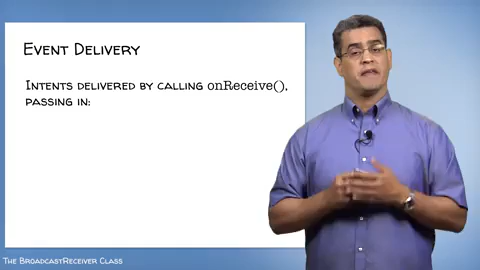 Event Delivery
Intents delivered by calling onReceive(),
passing in:
The BroadcastReceiver Class